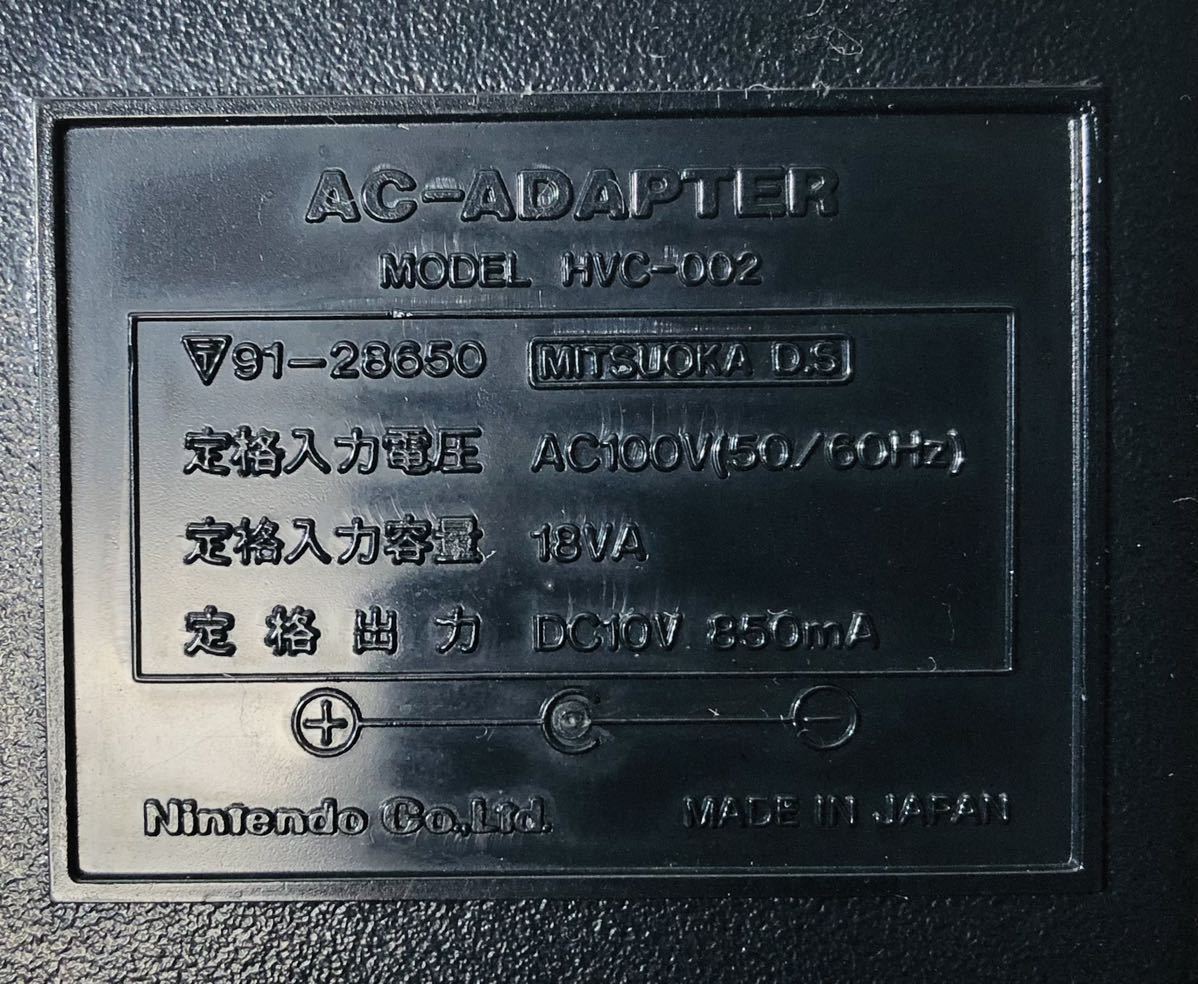 AC-ADAPTER
MODEL HVC-002
91-28650 MITSUOKA D.S
定格入力電圧 AC100V(50/60Hz)
定格入力容量 18VA
定格出力 DC10V 850mA
Nintendo Co.,Ltd. MADE IN JAPAN